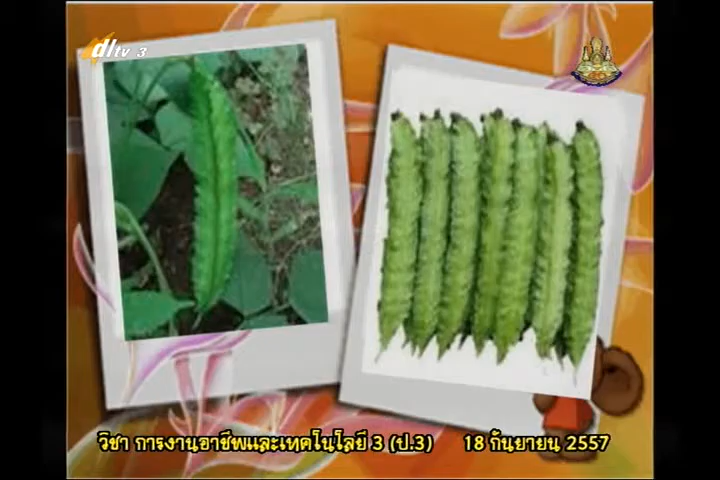 dltv 3
วิชา การงานอาชีพและเทคโนโลยี 3 (ป.3) 18 กันยายน 2557